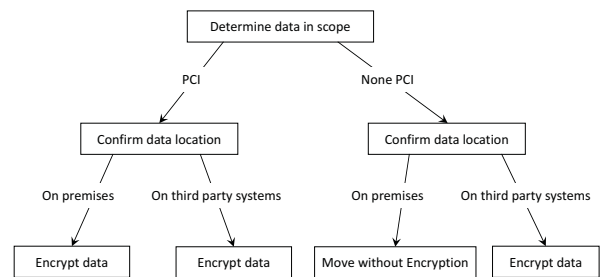 Determine data in scope
PCI
None PCI
Confirm data location
Confirm data location
On premises
On third party systems
On premises
On third party systems
Encrypt data
Encrypt data
Move without Encryption
Encrypt data